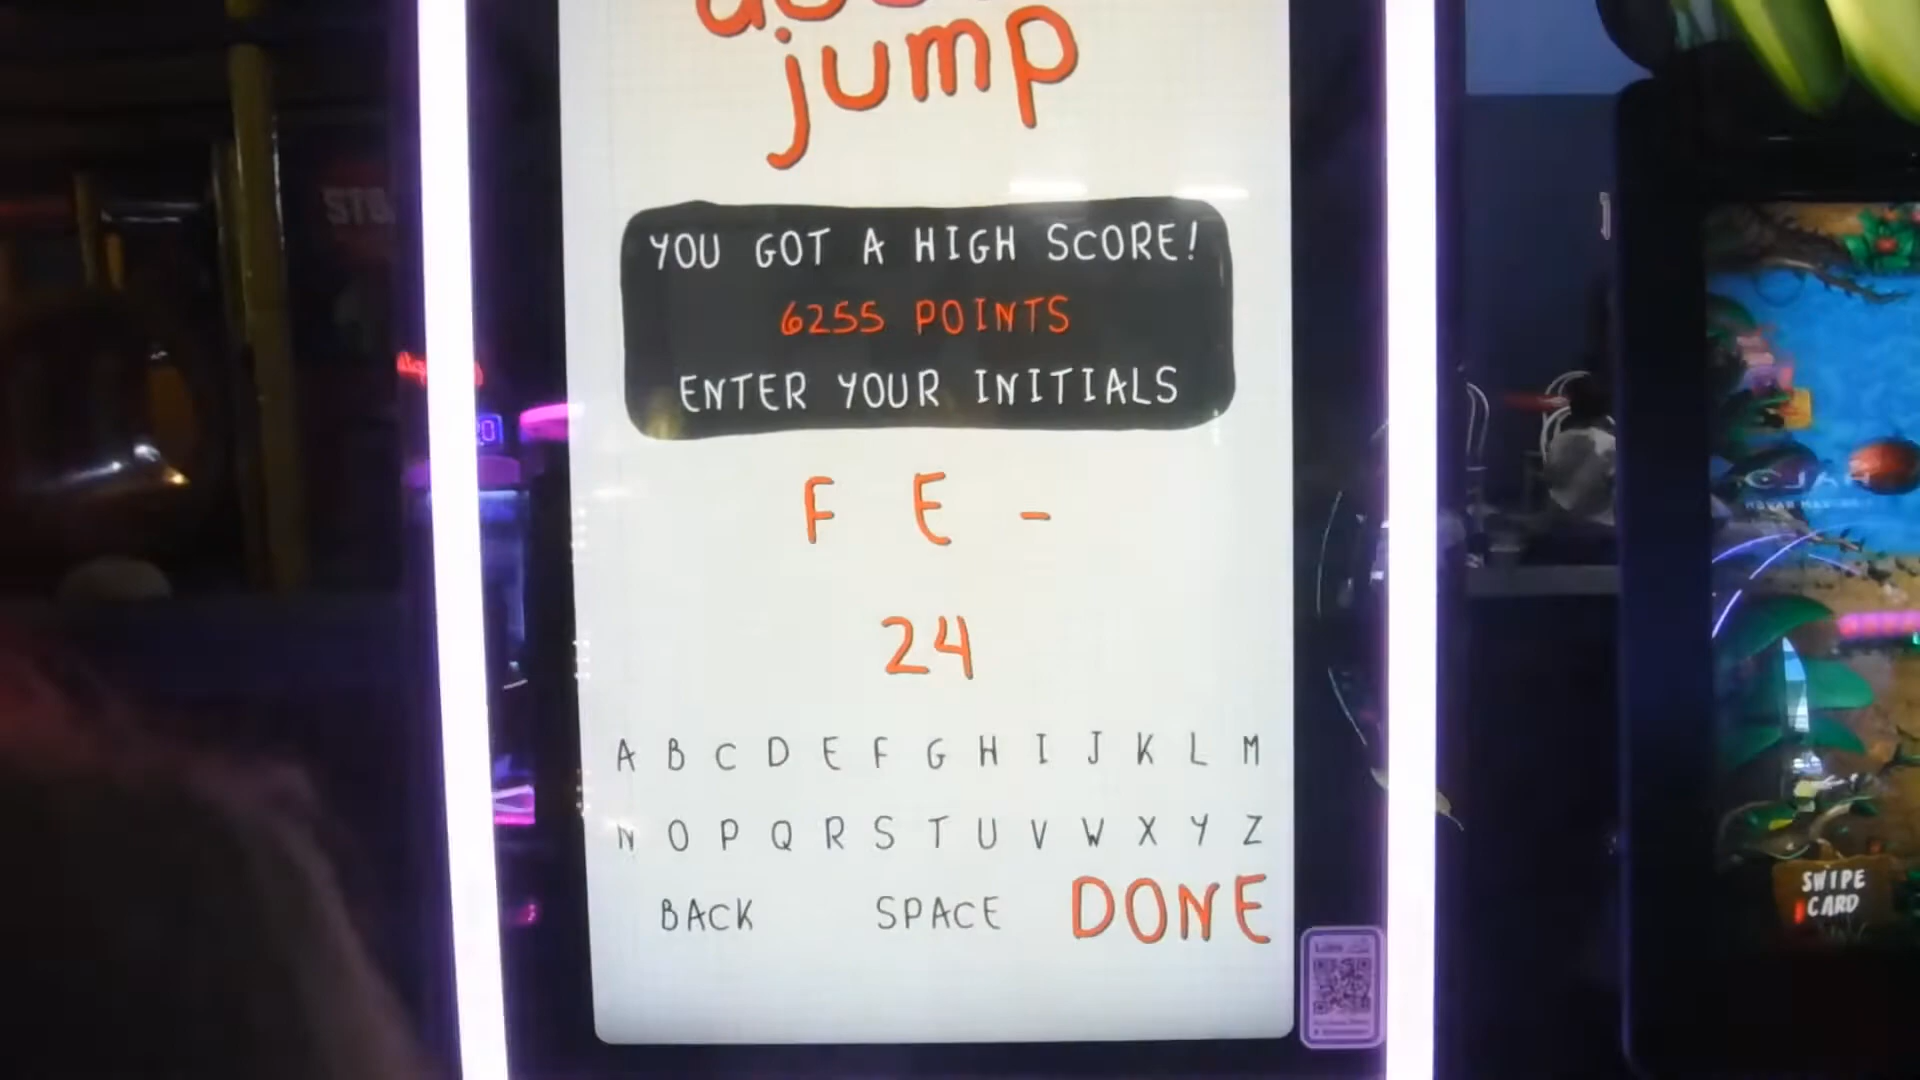 jump
YOU GOT A HIGH SCORE!
6255 POINTS
ENTER YOUR INITIALS
F E -
24
A B C D E F G H I J K L M
N O P Q R S T U V W X Y Z
BACK SPACE DONE
SWIPE
CARD